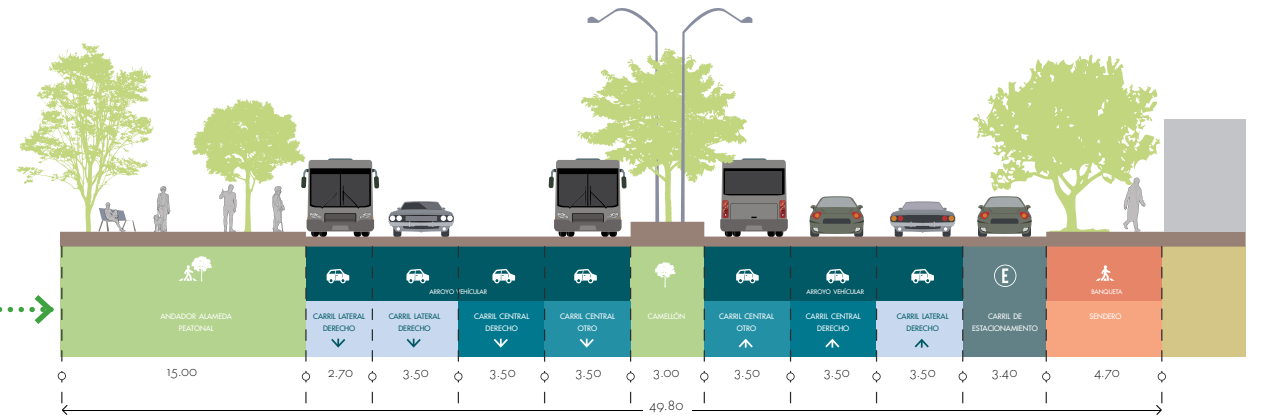 E
ARROYO VEHÍCULAR
ARROYO VEHÍCULAR
BANQUETA
ANDADOR ALAMEDA
PEATONAL
CARRIL LATERAL
DERECHO
CARRIL LATERAL
DERECHO
CARRIL CENTRAL
DERECHO
CARRIL CENTRAL
OTRO
CAMELLÓN
CARRIL CENTRAL
OTRO
CARRIL CENTRAL
DERECHO
CARRIL LATERAL
DERECHO
CARRIL DE
ESTACIONAMIENTO
SENDERO
15.00 2.70 3.50 3.50 3.50 3.00 3.50 3.50 3.50 3.40 4.70
49.80